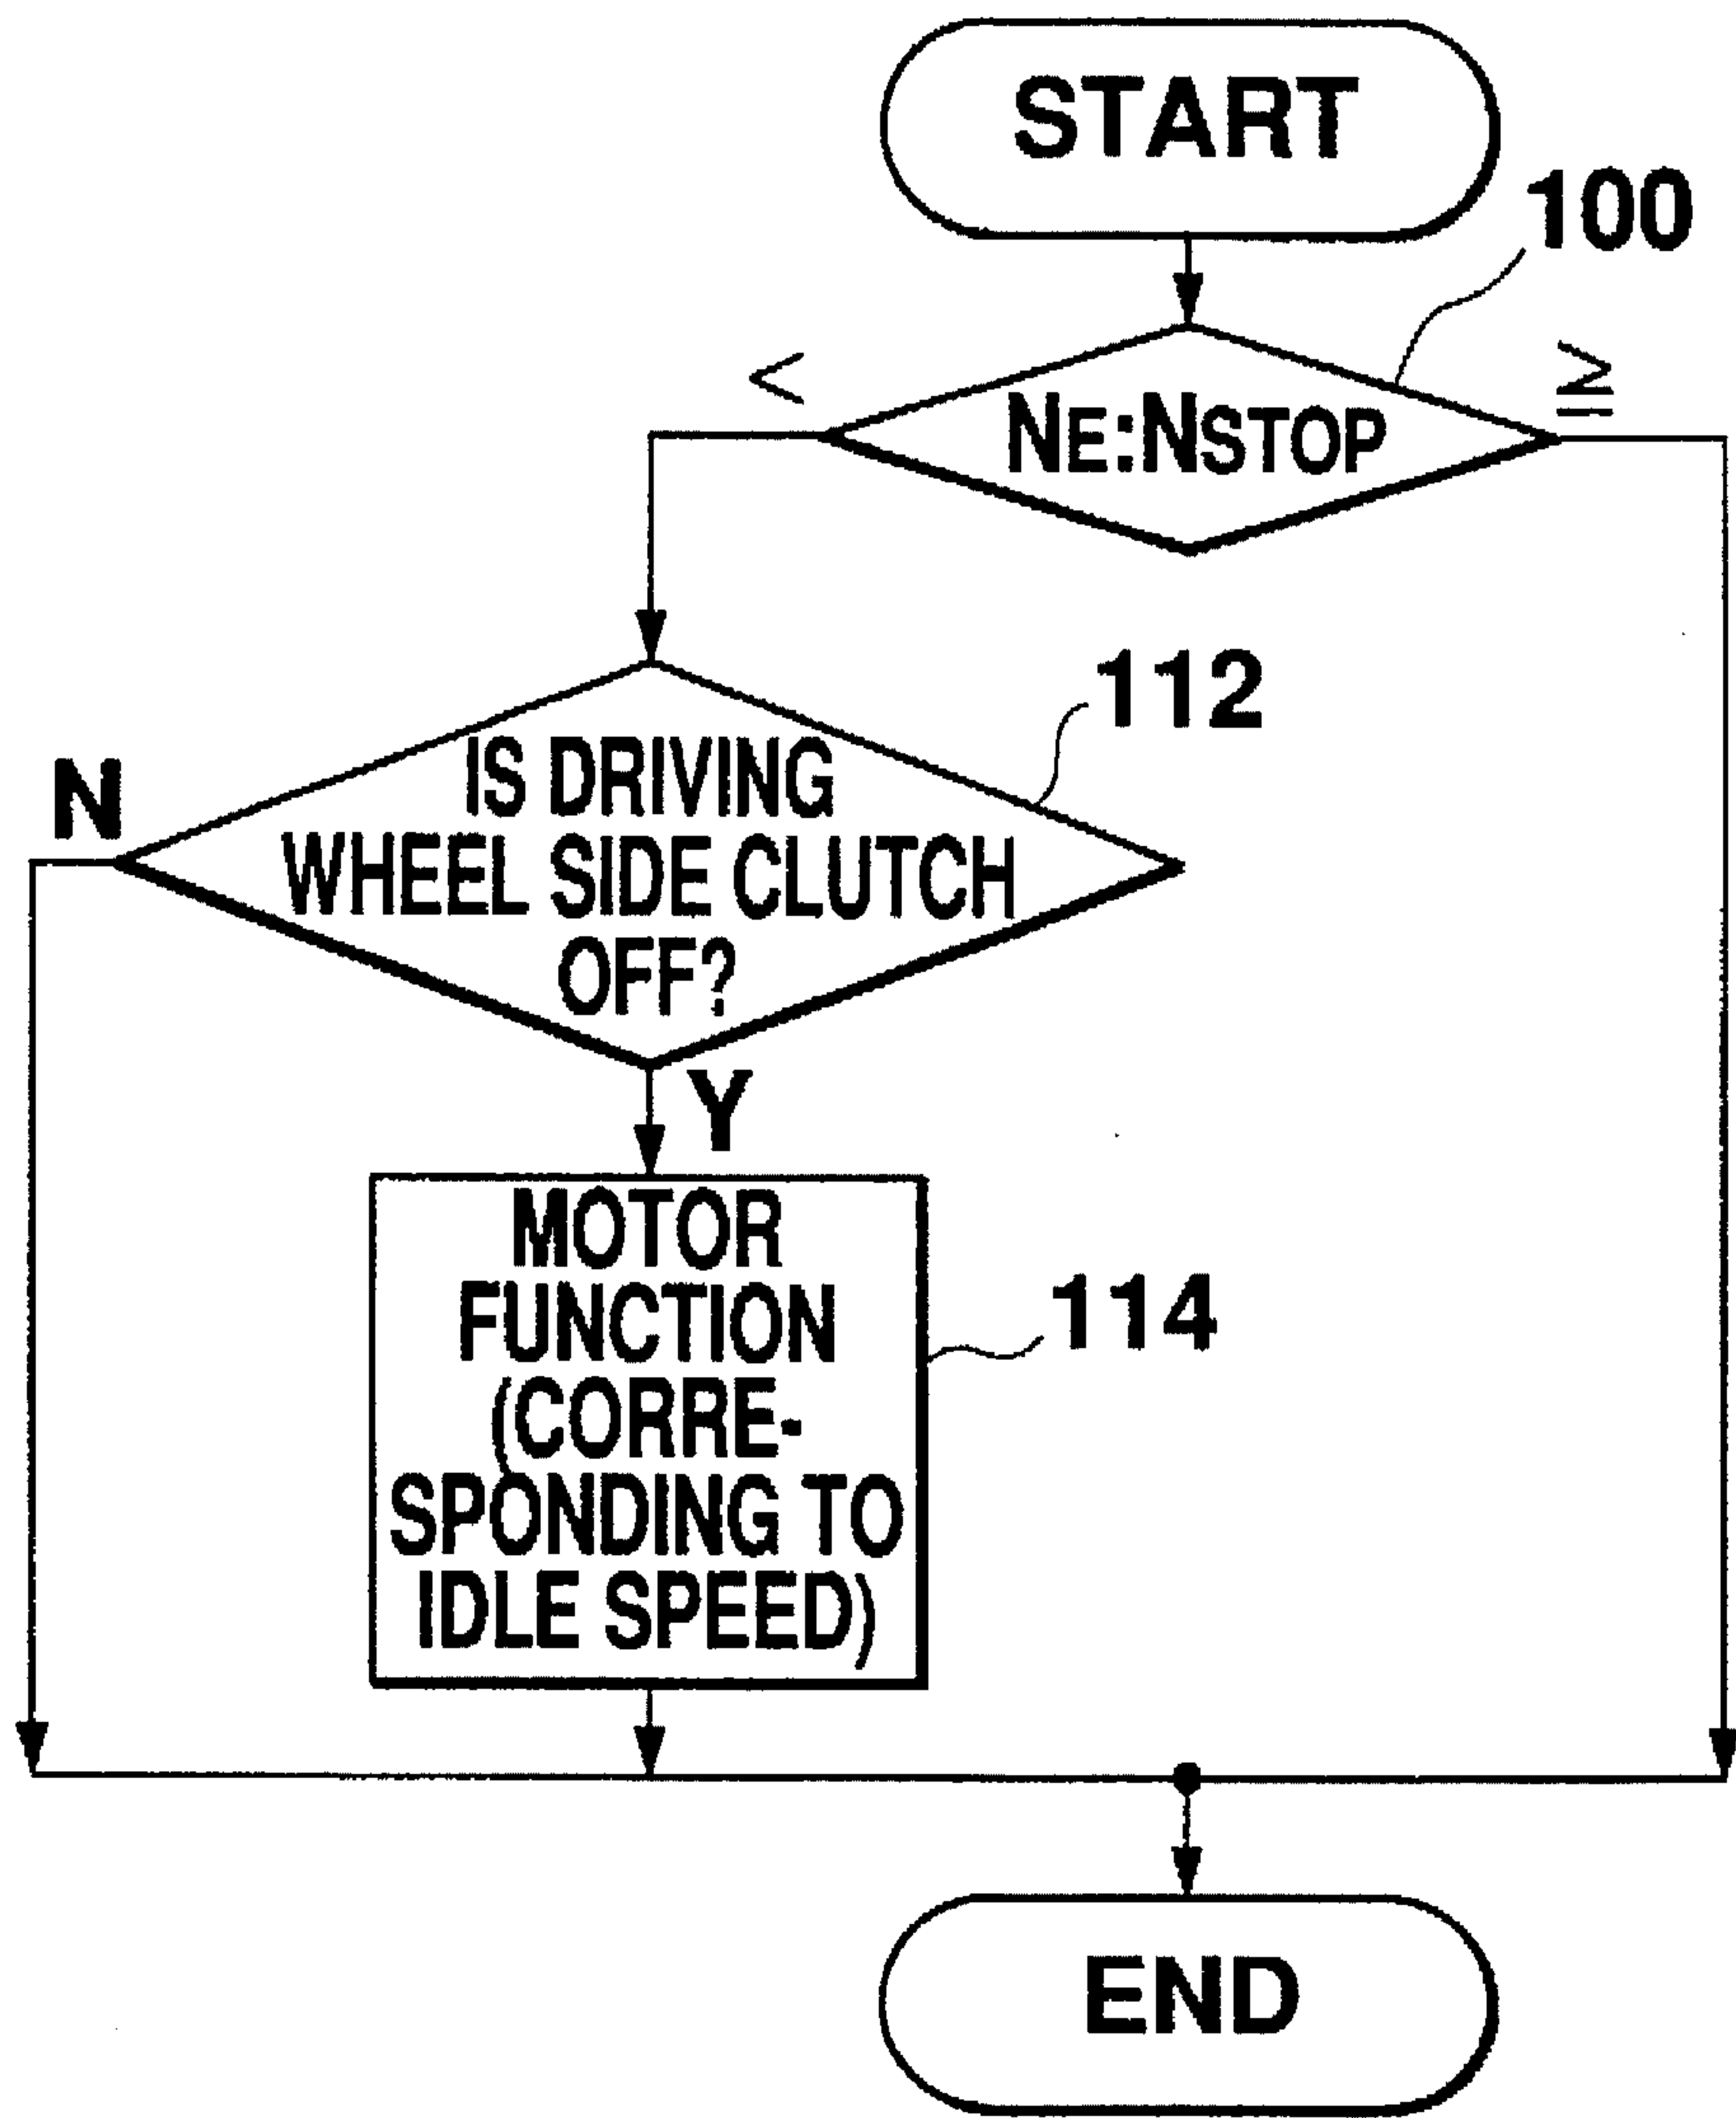 START
100
<
≧
NE:NSTOP
112
N
IS DRIVING
WHEEL SIDE CLUTCH
OFF?
Y
MOTOR
FUNCTION
(CORRE-
SPONDING TO
IDLE SPEED)
114
END